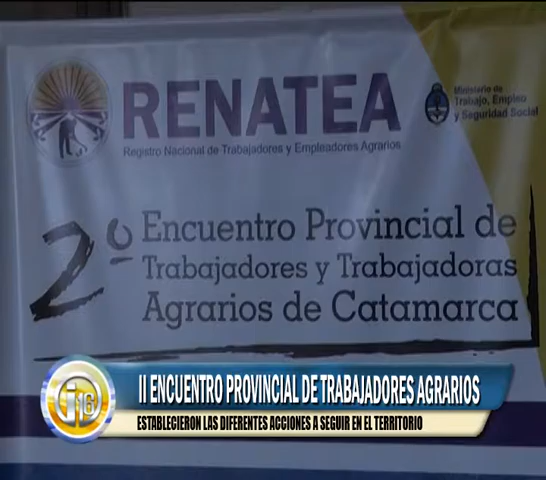 RENATEA
Registro Nacional de Trabajadores y Empleadores Agrarios
Ministerio de
Trabajo, Empleo
y Seguridad Social
2º Encuentro Provincial de
Trabajadores y Trabajadoras
Agrarios de Catamarca
i16
II ENCUENTRO PROVINCIAL DE TRABAJADORES AGRARIOS
ESTABLECIERON LAS DIFERENTES ACCIONES A SEGUIR EN EL TERRITORIO